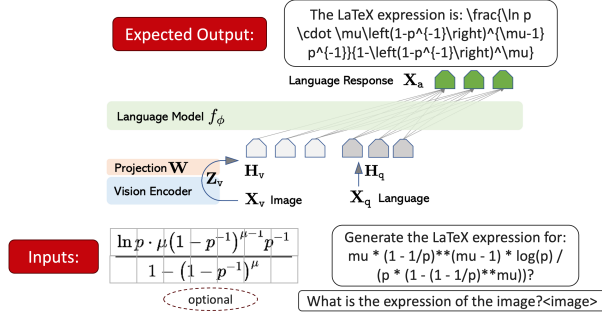 Expected Output:
The LaTeX expression is: \frac{\ln p
\cdot \mu\left(1-p^{-1}\right)^{\mu-1}
p^{-1}}{1-\left(1-p^{-1}\right)^\mu}
Language Response X_a
Language Model f_ϕ
Projection W
Z_v
H_v
H_q
Vision Encoder
X_v Image
X_q Language
Inputs:
ln p · μ(1 − p^{−1})^{μ−1} p^{−1}
1 − (1 − p^{−1})^μ
optional
Generate the LaTeX expression for:
mu * (1 - 1/p)**(mu - 1) * log(p) /
(p * (1 - (1 - 1/p)**mu))?
What is the expression of the image?<image>